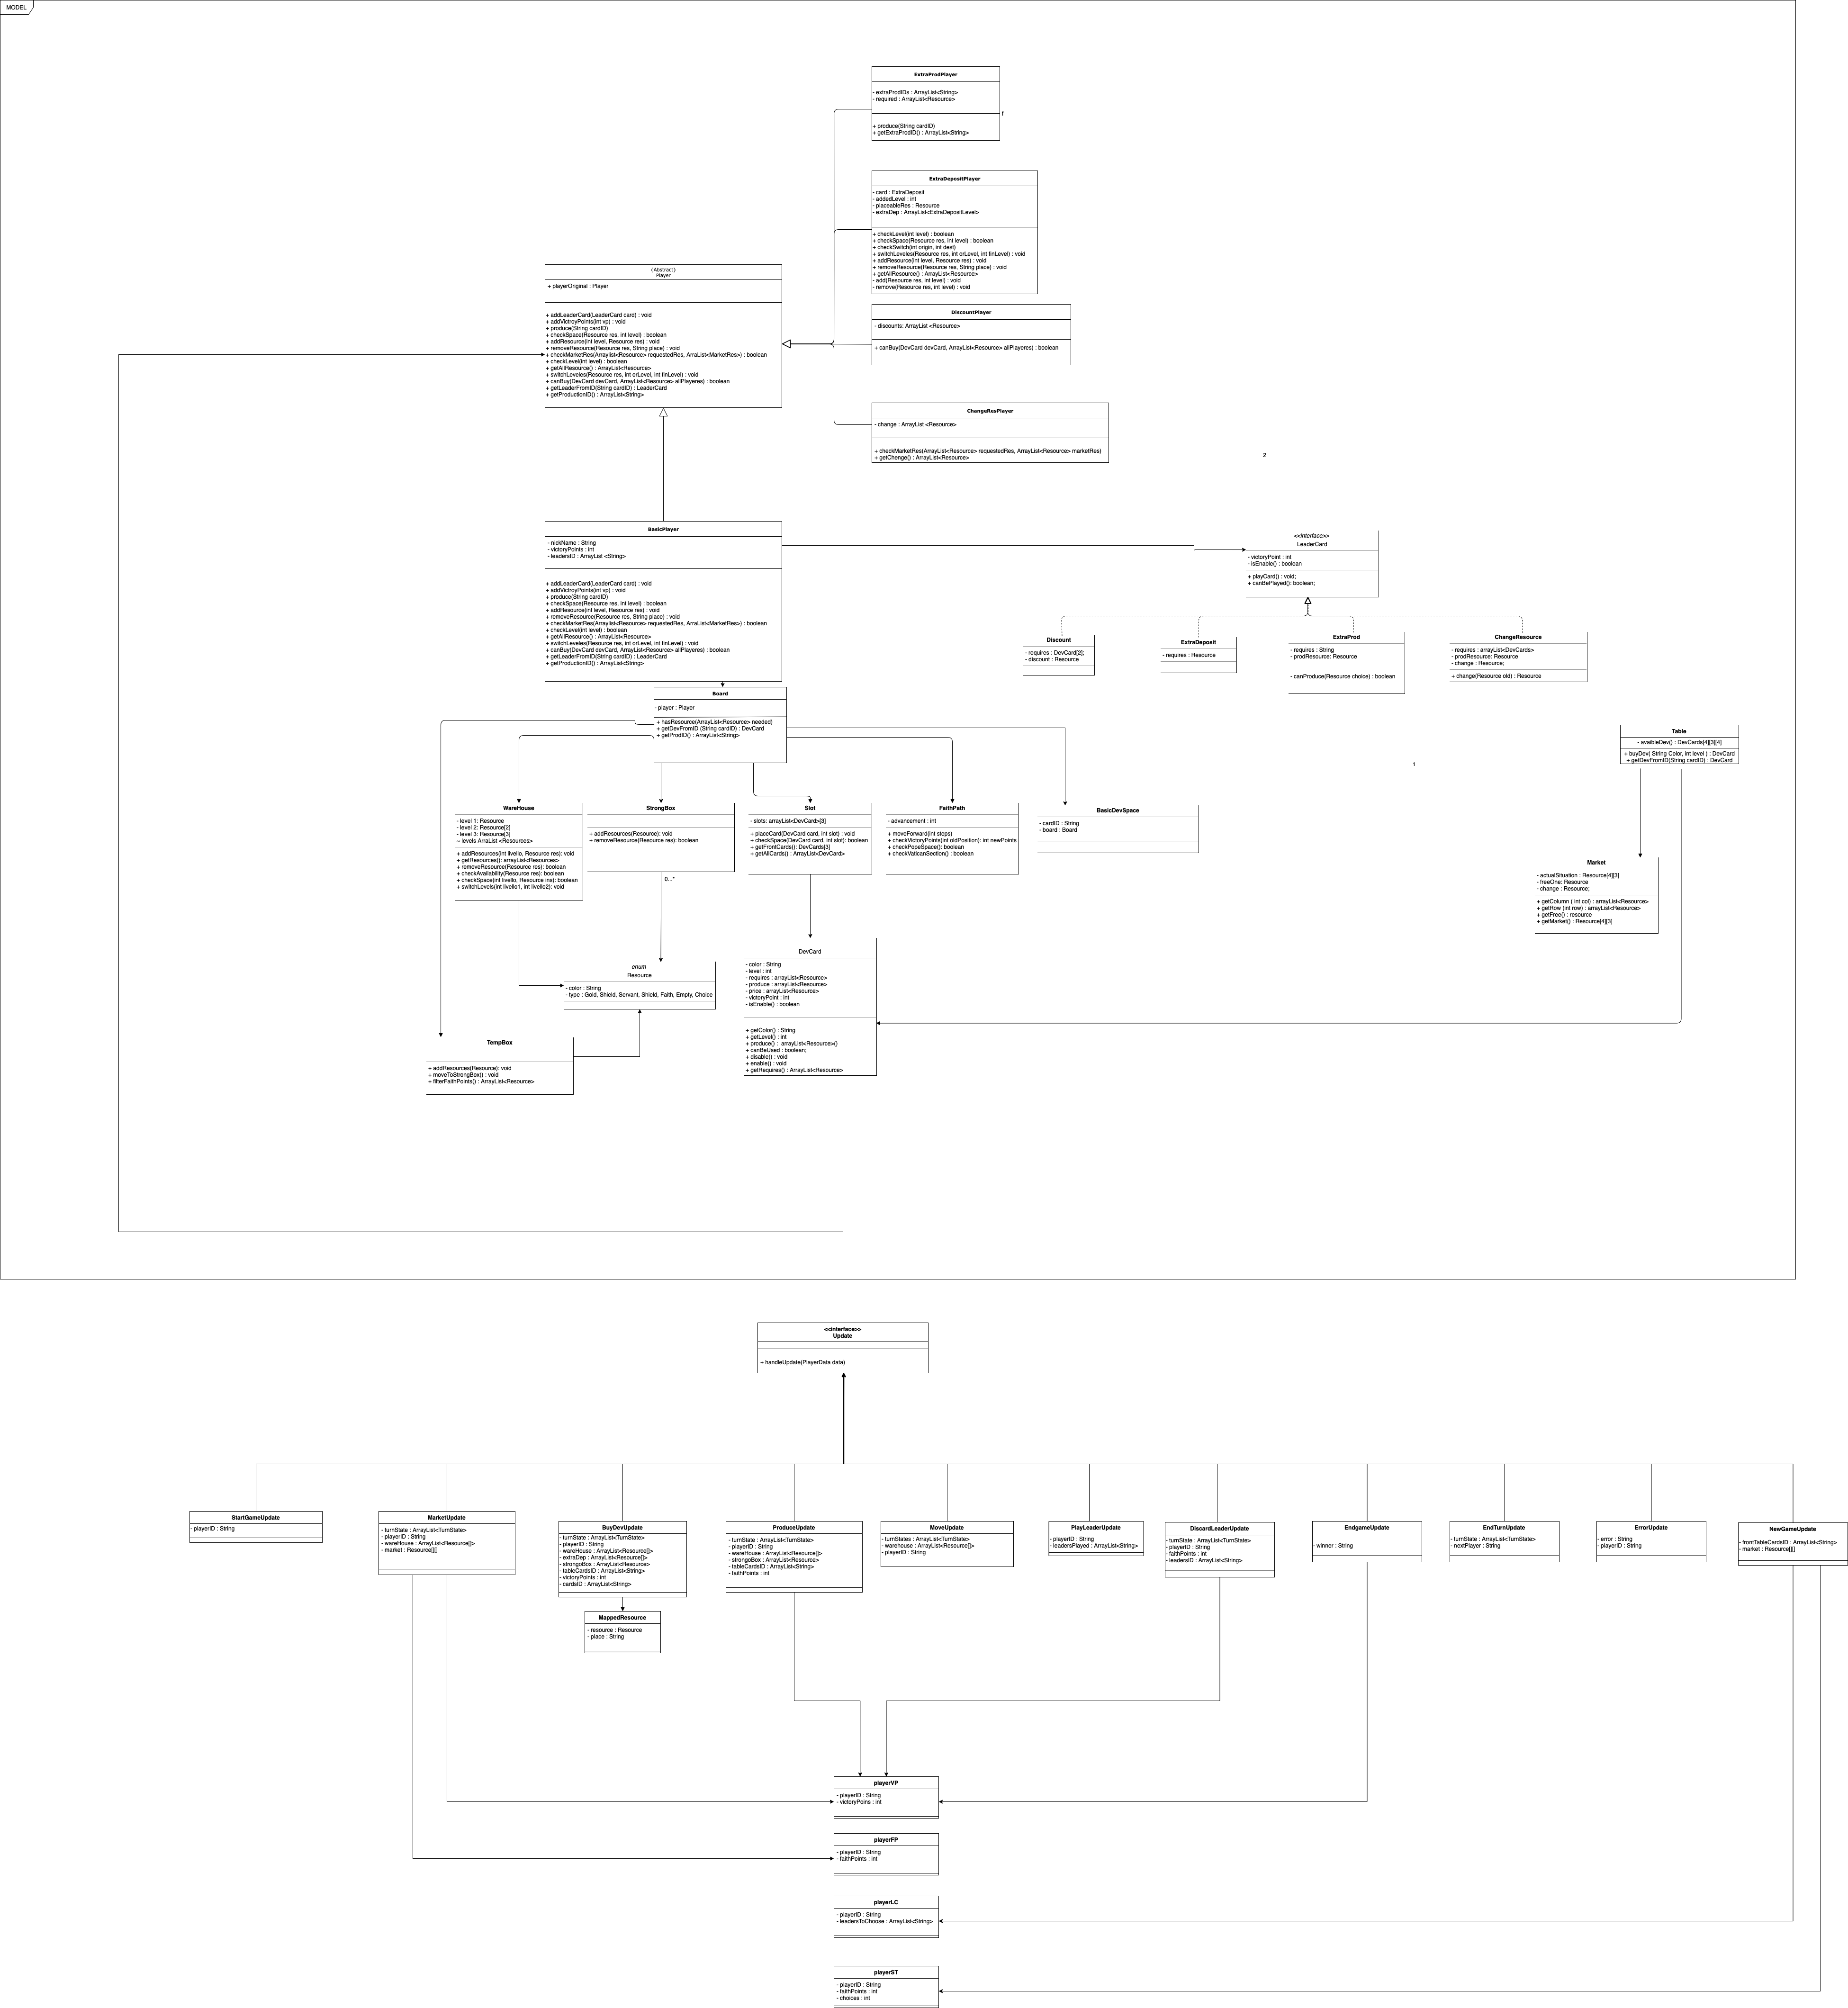 MODEL
ExtraProdPlayer
- extraProdIDs : ArrayList<String>
- required : ArrayList<Resource>
+ produce(String cardID)
+ getExtraProdID() : ArrayList<String>
f
ExtraDepositPlayer
- card : ExtraDeposit
- addedLevel : int
- placeableRes : Resource
- extraDep : ArrayList<ExtraDepositLevel>
+ checkLevel(int level) : boolean
+ checkSpace(Resource res, int level) : boolean
+ checkSwitch(int origin, int dest)
+ switchLeveles(Resource res, int orLevel, int finLevel) : void
+ addResource(int level, Resource res) : void
+ removeResource(Resource res, String place) : void
+ getAllResource() : ArrayList<Resource>
- add(Resource res, int level) : void
- remove(Resource res, int level) : void
{Abstract}
Player
+ playerOriginal : Player
+ addLeaderCard(LeaderCard card) : void
+ addVictroyPoints(int vp) : void
+ produce(String cardID)
+ checkSpace(Resource res, int level) : boolean
+ addResource(int level, Resource res) : void
+ removeResource(Resource res, String place) : void
+ checkMarketRes(Arraylist<Resource> requestedRes, ArraList<MarketRes>) : boolean
+ checkLevel(int level) : boolean
+ getAllResource() : ArrayList<Resource>
+ switchLeveles(Resource res, int orLevel, int finLevel) : void
+ canBuy(DevCard devCard, ArrayList<Resource> allPlayeres) : boolean
+ getLeaderFromID(String cardID) : LeaderCard
+ getProductionID() : ArrayList<String>
DiscountPlayer
- discounts: ArrayList <Resource>
+ canBuy(DevCard devCard, ArrayList<Resource> allPlayeres) : boolean
ChangeResPlayer
- change : ArrayList <Resource>
+ checkMarketRes(ArrayList<Resource> requestedRes, ArrayList<Resource> marketRes)
+ getChenge() : ArrayList<Resource>
2
BasicPlayer
- nickName : String
- victoryPoints : int
- leadersID : ArrayList <String>
+ addLeaderCard(LeaderCard card) : void
+ addVictroyPoints(int vp) : void
+ produce(String cardID)
+ checkSpace(Resource res, int level) : boolean
+ addResource(int level, Resource res) : void
+ removeResource(Resource res, String place) : void
+ checkMarketRes(Arraylist<Resource> requestedRes, ArraList<MarketRes>) : boolean
+ checkLevel(int level) : boolean
+ getAllResource() : ArrayList<Resource>
+ switchLeveles(Resource res, int orLevel, int finLevel) : void
+ canBuy(DevCard devCard, ArrayList<Resource> allPlayeres) : boolean
+ getLeaderFromID(String cardID) : LeaderCard
+ getProductionID() : ArrayList<String>
<<interface>>
LeaderCard
- victoryPoint : int
- isEnable() : boolean
+ playCard() : void;
+ canBePlayed(): boolean;
Discount
- requires : DevCard[2];
- discount : Resource
ExtraDeposit
- requires : Resource
ExtraProd
- requires : String
- prodResource: Resource
- canProduce(Resource choice) : boolean
ChangeResource
- requires : arrayList<DevCards>
- prodResource: Resource
- change : Resource;
+ change(Resource old) : Resource
Board
- player : Player
+ hasResource(ArrayList<Resource> needed)
+ getDevFromID (String cardID) : DevCard
+ getProdID() : ArrayList<String>
Table
- avaibleDev() : DevCards[4][3][4]
+ buyDev( String Color, int level ) : DevCard
+ getDevFromID(String cardID) : DevCard
1
WareHouse
- level 1: Resource
- level 2: Resource[2]
- level 3: Resource[3]
– levels ArraList <Resources>
+ addResources(int livello, Resource res): void
+ getResources(): arrayList<Resources>
+ removeResource(Resource res): boolean
+ checkAvailability(Resource res): boolean
+ checkSpace(int livello, Resource ins): boolean
+ switchLevels(int livello1, int livello2): void
StrongBox
+ addResources(Resource): void
+ removeResource(Resource res): boolean
0...*
Slot
- slots: arrayList<DevCard>[3]
+ placeCard(DevCard card, int slot) : void
+ checkSpace(DevCard card, int slot): boolean
+ getFrontCards(): DevCards[3]
+ getAllCards() : ArrayList<DevCard>
FaithPath
- advancement : int
+ moveForward(int steps)
+ checkVictoryPoints(int oldPosition): int newPoints
+ checkPopeSpace(): boolean
+ checkVaticanSection() : boolean
BasicDevSpace
- cardID : String
- board : Board
Market
- actualSituation : Resource[4][3]
- freeOne: Resource
- change : Resource;
+ getColumn ( int col) : arrayList<Resource>
+ getRow (int row) : arrayList<Resource>
+ getFree() : resource
+ getMarket() : Resource[4][3]
enum
Resource
- color : String
- type : Gold, Shield, Servant, Shield, Faith, Empty, Choice
DevCard
- color : String
- level : int
- requires : arrayList<Resource>
- produce : arrayList<Resource>
- price : arrayList<Resource>
- victoryPoint : int
- isEnable() : boolean
+ getColor() : String
+ getLevel() : int
+ produce() : arrayList<Resource>()
+ canBeUsed : boolean;
+ disable() : void
+ enable() : void
+ getRequires() : ArrayList<Resource>
TempBox
+ addResources(Resource): void
+ moveToStrongBox() : void
+ filterFaithPoints() : ArrayList<Resource>
<<interface>>
Update
+ handleUpdate(PlayerData data)
StartGameUpdate
- playerID : String
MarketUpdate
- turnState : ArrayList<TurnState>
- playerID : String
- wareHouse : ArrayList<Resource[]>
- market : Resource[][]
BuyDevUpdate
- turnState : ArrayList<TurnState>
- playerID : String
- wareHouse : ArrayList<Resource[]>
- extraDep : ArrayList<Resource[]>
- strongoBox : ArrayList<Resource>
- tableCardsID : ArrayList<String>
- victoryPoints : int
- cardsID : ArrayList<String>
ProduceUpdate
- turnState : ArrayList<TurnState>
- playerID : String
- wareHouse : ArrayList<Resource[]>
- strongoBox : ArrayList<Resource>
- tableCardsID : ArrayList<String>
- faithPoints : int
MoveUpdate
- turnStates : ArrayList<TurnState>
- warehouse : ArrayList<Resource[]>
- playerID : String
PlayLeaderUpdate
- playerID : String
- leadersPlayed : ArrayList<String>
DiscardLeaderUpdate
- turnState : ArrayList<TurnState>
- playerID : String
- faithPoints : int
- leadersID : ArrayList<String>
EndgameUpdate
- winner : String
EndTurnUpdate
- turnState : ArrayList<TurnState>
- nextPlayer : String
ErrorUpdate
- error : String
- playerID : String
NewGameUpdate
- frontTableCardsID : ArrayList<String>
- market : Resource[][]
MappedResource
- resource : Resource
- place : String
playerVP
- playerID : String
- victoryPoins : int
playerFP
- playerID : String
- faithPoints : int
playerLC
- playerID : String
- leadersToChoose : ArrayList<String>
playerST
- playerID : String
- faithPoints : int
- choices : int